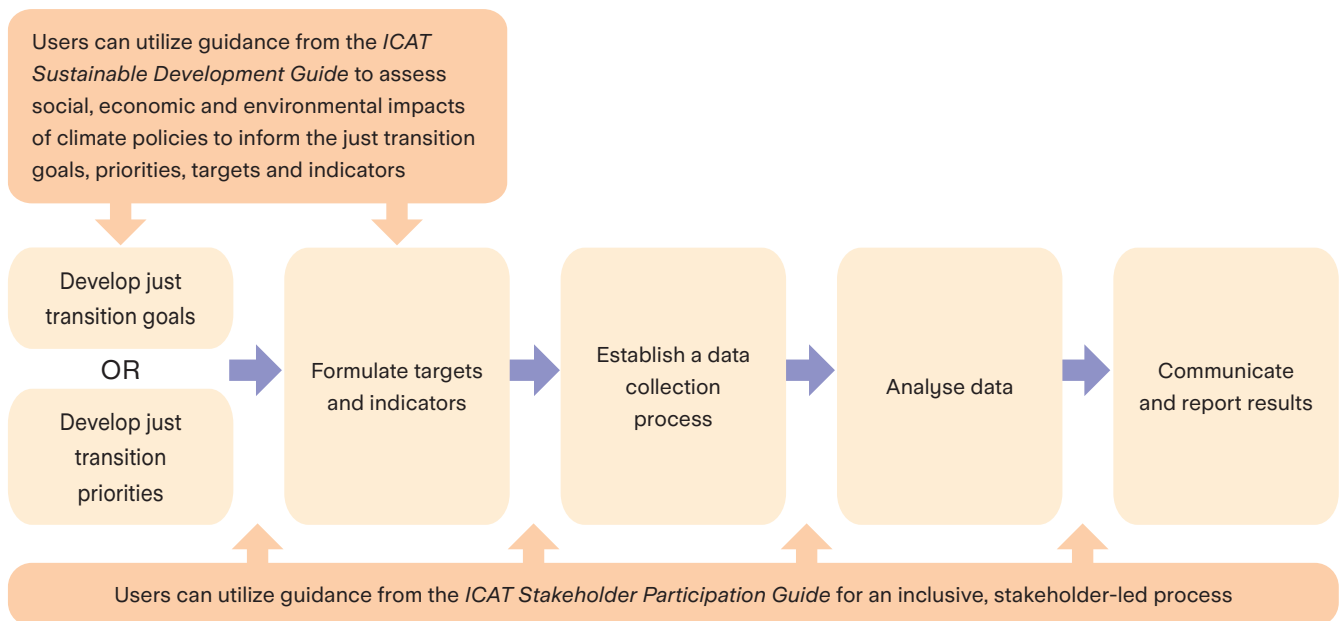 Users can utilize guidance from the ICAT
Sustainable Development Guide to assess
social, economic and environmental impacts
of climate policies to inform the just transition
goals, priorities, targets and indicators
Develop just
transition goals
OR
Develop just
transition
priorities
Formulate targets
and indicators
Establish a data
collection
process
Analyse data
Communicate
and report results
Users can utilize guidance from the ICAT Stakeholder Participation Guide for an inclusive, stakeholder-led process